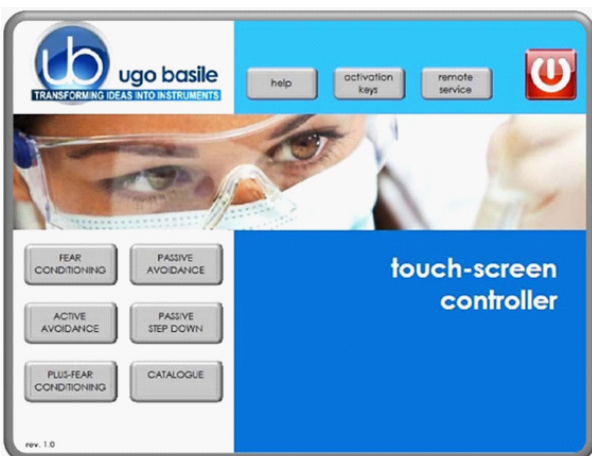 ub ugo basile
TRANSFORMING IDEAS INTO INSTRUMENTS
help
activation
keys
remote
service
FEAR
CONDITIONING
PASSIVE
AVOIDANCE
ACTIVE
AVOIDANCE
PASSIVE
STEP DOWN
PLUS-FEAR
CONDITIONING
CATALOGUE
touch-screen
controller
rev. 1.0